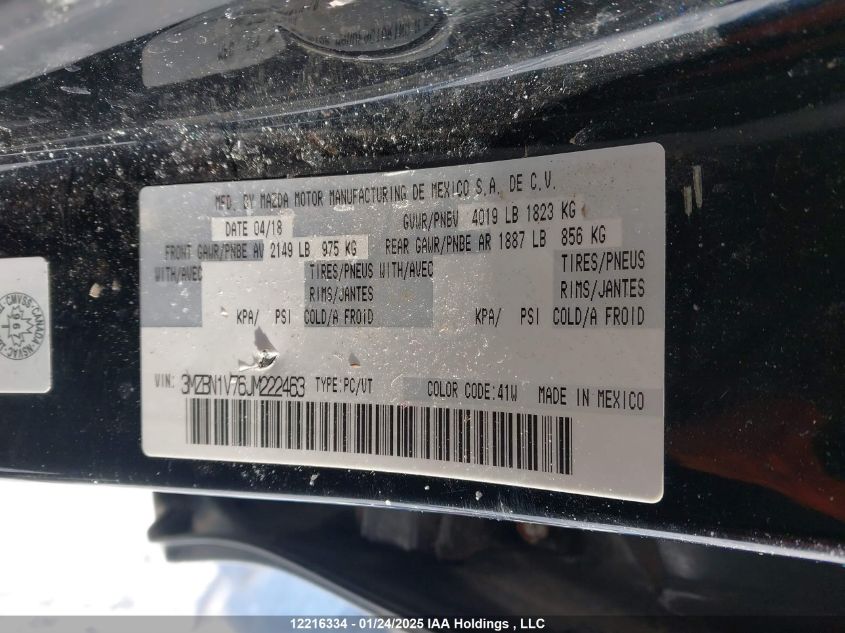 MFD. BY MAZDA MOTOR MANUFACTURING DE MEXICO S.A. DE C.V.
DATE 04/18 GVWR/PNBV 4019 LB 1823 KG
FRONT GAWR/PNBE AV 2149 LB 975 KG REAR GAWR/PNBE AR 1887 LB 856 KG
WITH/AVEC TIRES/PNEUS WITH/AVEC TIRES/PNEUS
RIMS/JANTES RIMS/JANTES
KPA/ PSI COLD/A FROID KPA/ PSI COLD/A FROID
VIN: 3MZBN1V76JM222463 TYPE:PC/VT COLOR CODE:41W MADE IN MEXICO
CMVSS
CANADA
12216334 - 01/24/2025 IAA Holdings , LLC